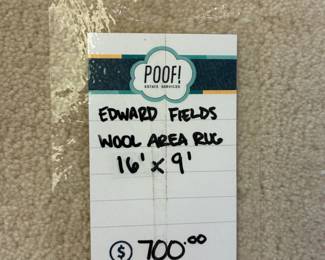 POOF!
ESTATE SERVICES
EDWARD FIELDS
WOOL AREA RUG
16' x 9'
$ 700.00